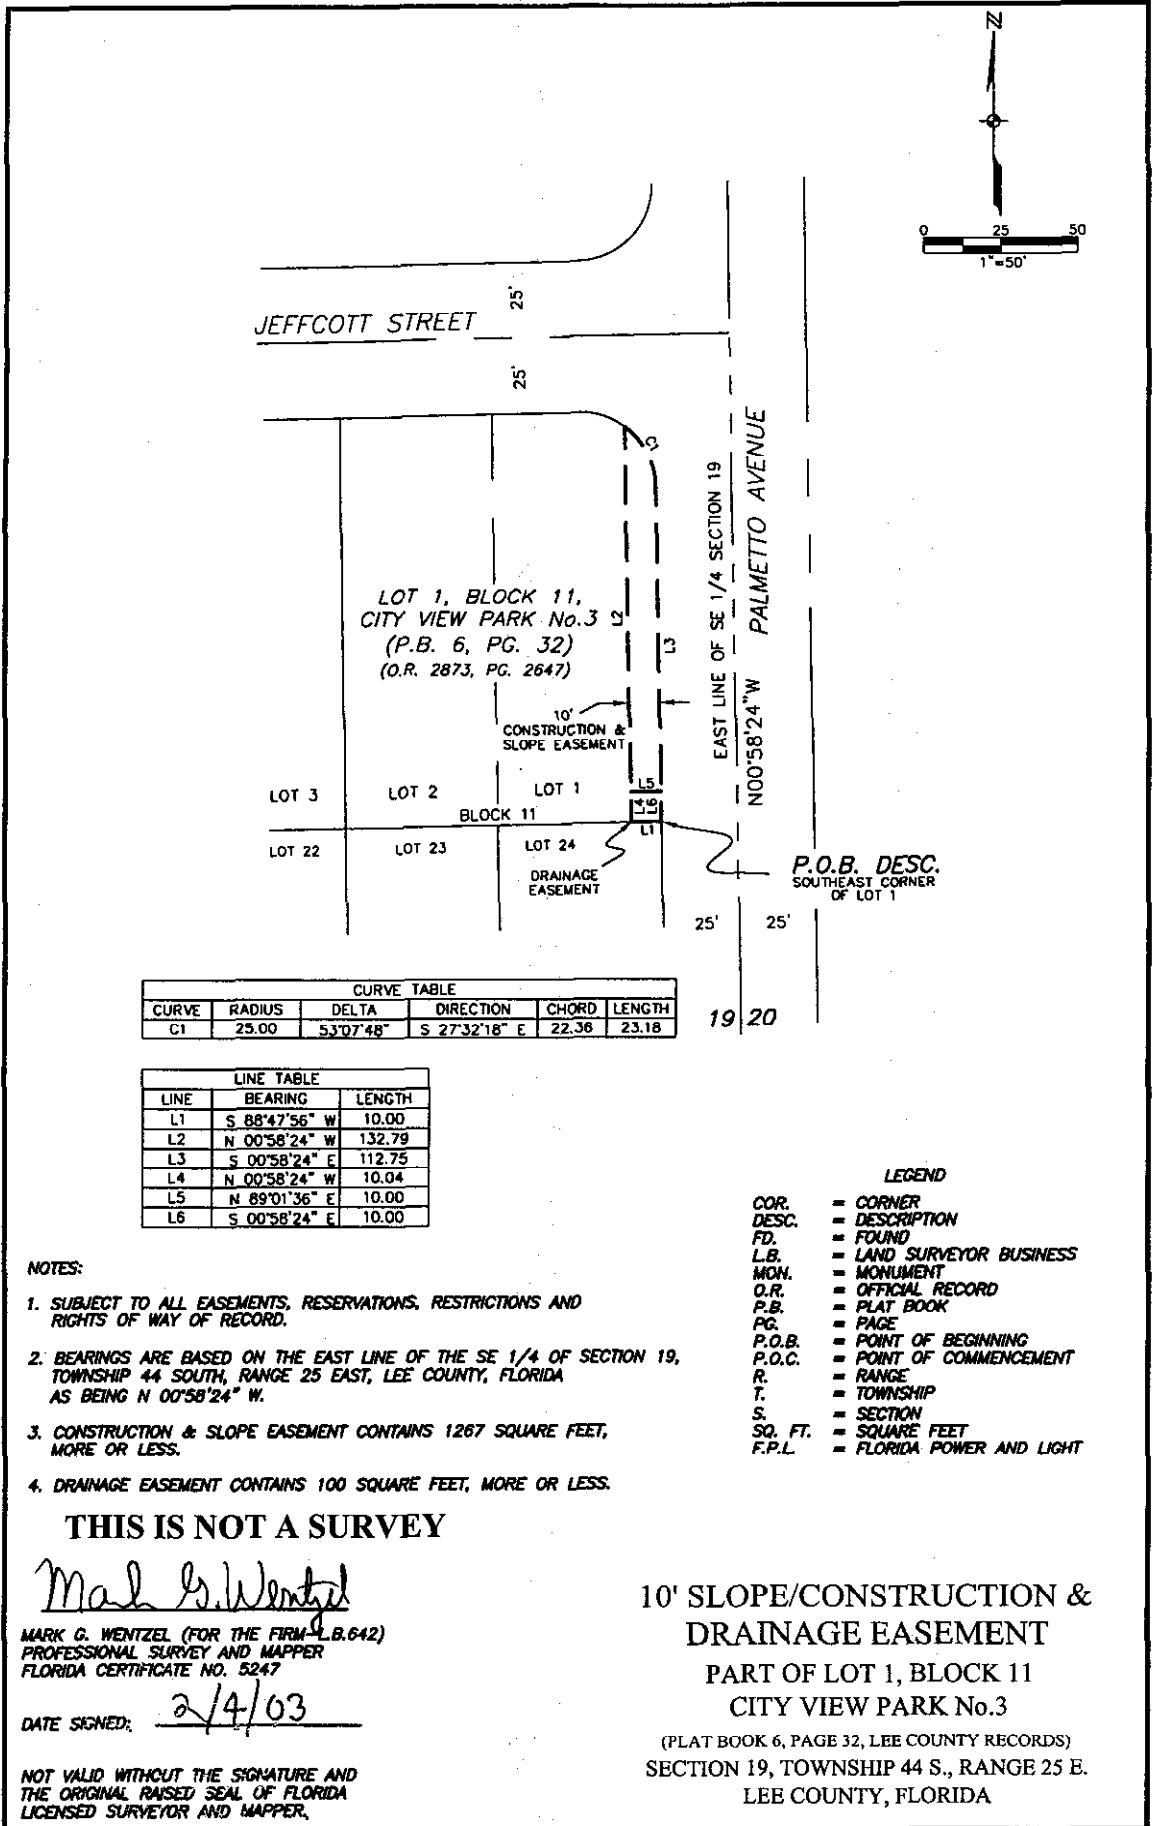 N
0 25 50
1"=50'
25'
JEFFCOTT STREET
25'
C1
EAST LINE OF SE 1/4 SECTION 19
N00°58'24"W PALMETTO AVENUE
LOT 1, BLOCK 11,
CITY VIEW PARK No.3
(P.B. 6, PG. 32)
(O.R. 2873, PG. 2647)
L2
L3
10'
CONSTRUCTION &
SLOPE EASEMENT
LOT 3 LOT 2 LOT 1
L5
L4
L6
BLOCK 11
L1
LOT 22 LOT 23 LOT 24
DRAINAGE
EASEMENT
P.O.B. DESC.
SOUTHEAST CORNER
OF LOT 1
25' 25'
19 20
CURVE TABLE
CURVE RADIUS DELTA DIRECTION CHORD LENGTH
C1 25.00 53°07'48" S 27°32'18" E 22.36 23.18
LINE TABLE
LINE BEARING LENGTH
L1 S 88°47'56" W 10.00
L2 N 00°58'24" W 132.79
L3 S 00°58'24" E 112.75
L4 N 00°58'24" W 10.04
L5 N 89°01'36" E 10.00
L6 S 00°58'24" E 10.00
LEGEND
COR. = CORNER
DESC. = DESCRIPTION
FD. = FOUND
L.B. = LAND SURVEYOR BUSINESS
MON. = MONUMENT
O.R. = OFFICIAL RECORD
P.B. = PLAT BOOK
PG. = PAGE
P.O.B. = POINT OF BEGINNING
P.O.C. = POINT OF COMMENCEMENT
R. = RANGE
T. = TOWNSHIP
S. = SECTION
SQ. FT. = SQUARE FEET
F.P.L. = FLORIDA POWER AND LIGHT
NOTES:
1. SUBJECT TO ALL EASEMENTS, RESERVATIONS, RESTRICTIONS AND
RIGHTS OF WAY OF RECORD.
2. BEARINGS ARE BASED ON THE EAST LINE OF THE SE 1/4 OF SECTION 19,
TOWNSHIP 44 SOUTH, RANGE 25 EAST, LEE COUNTY, FLORIDA
AS BEING N 00°58'24" W.
3. CONSTRUCTION & SLOPE EASEMENT CONTAINS 1267 SQUARE FEET,
MORE OR LESS.
4. DRAINAGE EASEMENT CONTAINS 100 SQUARE FEET, MORE OR LESS.
THIS IS NOT A SURVEY
Mark G. Wentzel
MARK G. WENTZEL (FOR THE FIRM-L.B.642)
PROFESSIONAL SURVEY AND MAPPER
FLORIDA CERTIFICATE NO. 5247
DATE SIGNED: 2/4/03
NOT VALID WITHOUT THE SIGNATURE AND
THE ORIGINAL RAISED SEAL OF FLORIDA
LICENSED SURVEYOR AND MAPPER,
10' SLOPE/CONSTRUCTION &
DRAINAGE EASEMENT
PART OF LOT 1, BLOCK 11
CITY VIEW PARK No.3
(PLAT BOOK 6, PAGE 32, LEE COUNTY RECORDS)
SECTION 19, TOWNSHIP 44 S., RANGE 25 E.
LEE COUNTY, FLORIDA